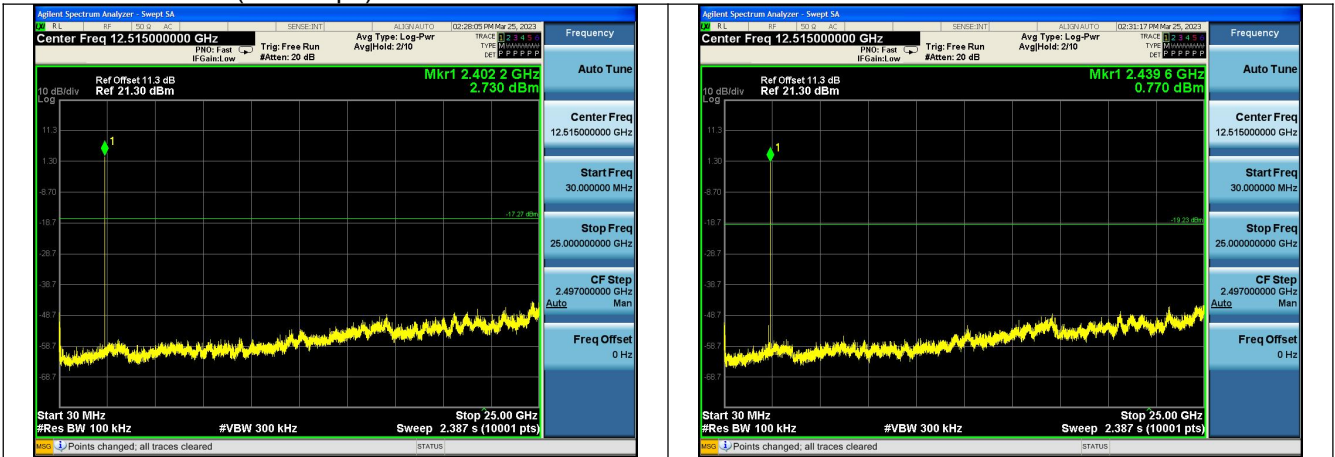 Agilent Spectrum Analyzer - Swept SA
RL RF 50 Ω AC SENSE:INT ALIGNAUTO 02:28:05 PM Mar 25, 2023
Center Freq 12.515000000 GHz
PNO: Fast
IFGain:Low
Trig: Free Run
#Atten: 20 dB
Avg Type: Log-Pwr
Avg|Hold: 2/10
TRACE 1 2 3 4 5 6
TYPE M
DET P P P P P P
Frequency
Auto Tune
Center Freq
12.515000000 GHz
Start Freq
30.000000 MHz
Stop Freq
25.000000000 GHz
CF Step
2.497000000 GHz
Auto Man
Freq Offset
0 Hz
Ref Offset 11.3 dB
10 dB/div Ref 21.30 dBm
Log
Mkr1 2.402 2 GHz
2.730 dBm
1
11.3
1.30
-8.70
-17.27 dBm
-18.7
-28.7
-38.7
-48.7
-58.7
-68.7
Start 30 MHz Stop 25.00 GHz
#Res BW 100 kHz #VBW 300 kHz Sweep 2.387 s (10001 pts)
MSG Points changed; all traces cleared STATUS
Agilent Spectrum Analyzer - Swept SA
RL RF 50 Ω AC SENSE:INT ALIGNAUTO 02:31:17 PM Mar 25, 2023
Center Freq 12.515000000 GHz
PNO: Fast
IFGain:Low
Trig: Free Run
#Atten: 20 dB
Avg Type: Log-Pwr
Avg|Hold: 2/10
TRACE 1 2 3 4 5 6
TYPE M
DET P P P P P P
Frequency
Auto Tune
Center Freq
12.515000000 GHz
Start Freq
30.000000 MHz
Stop Freq
25.000000000 GHz
CF Step
2.497000000 GHz
Auto Man
Freq Offset
0 Hz
Ref Offset 11.3 dB
10 dB/div Ref 21.30 dBm
Log
Mkr1 2.439 6 GHz
0.770 dBm
1
11.3
1.30
-8.70
-19.23 dBm
-18.7
-28.7
-38.7
-48.7
-58.7
-68.7
Start 30 MHz Stop 25.00 GHz
#Res BW 100 kHz #VBW 300 kHz Sweep 2.387 s (10001 pts)
MSG Points changed; all traces cleared STATUS